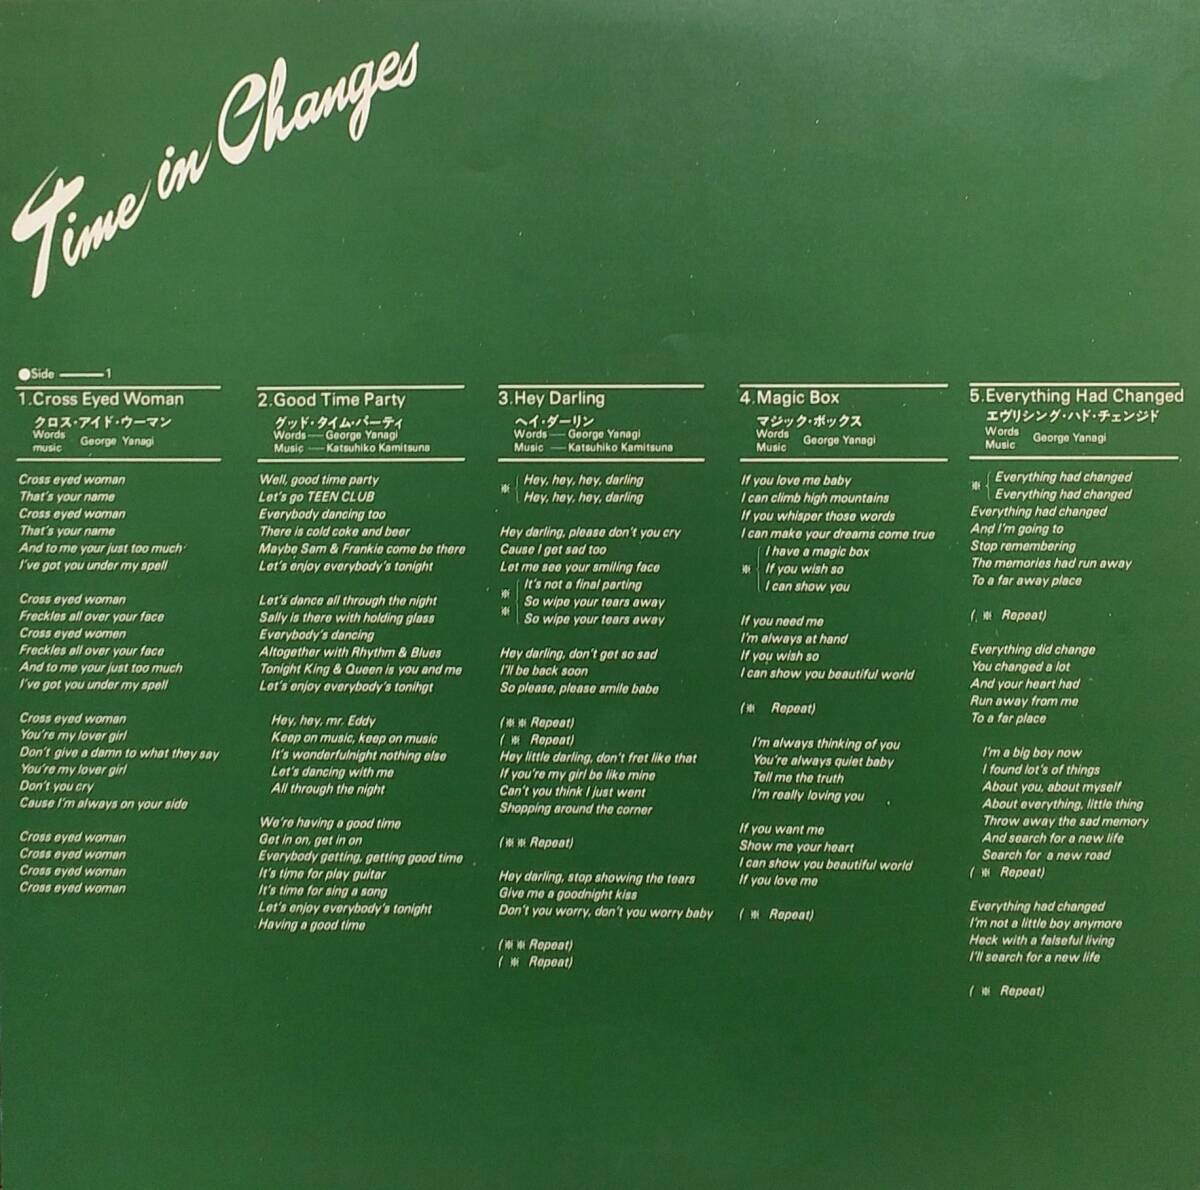 Time in Changes
●Side——1
1.Cross Eyed Woman
クロス・アイド・ウーマン
Words
music George Yanagi
Cross eyed woman
That's your name
Cross eyed woman
That's your name
And to me your just too much
I've got you under my spell
Cross eyed woman
Freckles all over your face
Cross eyed women
Freckles all over your face
And to me your just too much
I've got you under my spell
Cross eyed woman
You're my lover girl
Don't give a damn to what they say
You're my lover girl
Don't you cry
Cause I'm always on your side
Cross eyed woman
Cross eyed woman
Cross eyed woman
Cross eyed woman
2.Good Time Party
グッド・タイム・パーティ
Words — George Yanagi
Music — Katsuhiko Kamitsuna
Well, good time party
Let's go TEEN CLUB
Everybody dancing too
There is cold coke and beer
Maybe Sam & Frankie come be there
Let's enjoy everybody's tonight
Let's dance all through the night
Sally is there with holding glass
Everybody's dancing
Altogether with Rhythm & Blues
Tonight King & Queen is you and me
Let's enjoy everybody's tonihgt
Hey, hey, mr. Eddy
Keep on music, keep on music
It's wonderfulnight nothing else
Let's dancing with me
All through the night
We're having a good time
Get in on, get in on
Everybody getting, getting good time
It's time for play guitar
It's time for sing a song
Let's enjoy everybody's tonight
Having a good time
3.Hey Darling
ヘイ・ダーリン
Words — George Yanagi
Music — Katsuhiko Kamitsuna
※ { Hey, hey, hey, darling
Hey, hey, hey, darling
Hey darling, please don't you cry
Cause I get sad too
Let me see your smiling face
※※ { It's not a final parting
So wipe your tears away
So wipe your tears away
Hey darling, don't get so sad
I'll be back soon
So please, please smile babe
(※※ Repeat)
( ※ Repeat)
Hey little darling, don't fret like that
If you're my girl be like mine
Can't you think I just went
Shopping around the corner
(※※ Repeat)
Hey darling, stop showing the tears
Give me a goodnight kiss
Don't you worry, don't you worry baby
(※※ Repeat)
( ※ Repeat)
4.Magic Box
マジック・ボックス
Words
Music George Yanagi
If you love me baby
I can climb high mountains
If you whisper those words
I can make your dreams come true
※ { I have a magic box
If you wish so
I can show you
If you need me
I'm always at hand
If you wish so
I can show you beautiful world
(※ Repeat)
I'm always thinking of you
You're always quiet baby
Tell me the truth
I'm really loving you
If you want me
Show me your heart
I can show you beautiful world
If you love me
( ※ Repeat)
5.Everything Had Changed
エヴリシング・ハド・チェンジド
Words
Music George Yanagi
※ { Everything had changed
Everything had changed
Everything had changed
And I'm going to
Stop remembering
The memories had run away
To a far away place
( ※ Repeat)
Everything did change
You changed a lot
And your heart had
Run away from me
To a far place
I'm a big boy now
I found lot's of things
About you, about myself
About everything, little thing
Throw away the sad memory
And search for a new life
Search for a new road
( ※ Repeat)
Everything had changed
I'm not a little boy anymore
Heck with a falseful living
I'll search for a new life
( ※ Repeat)